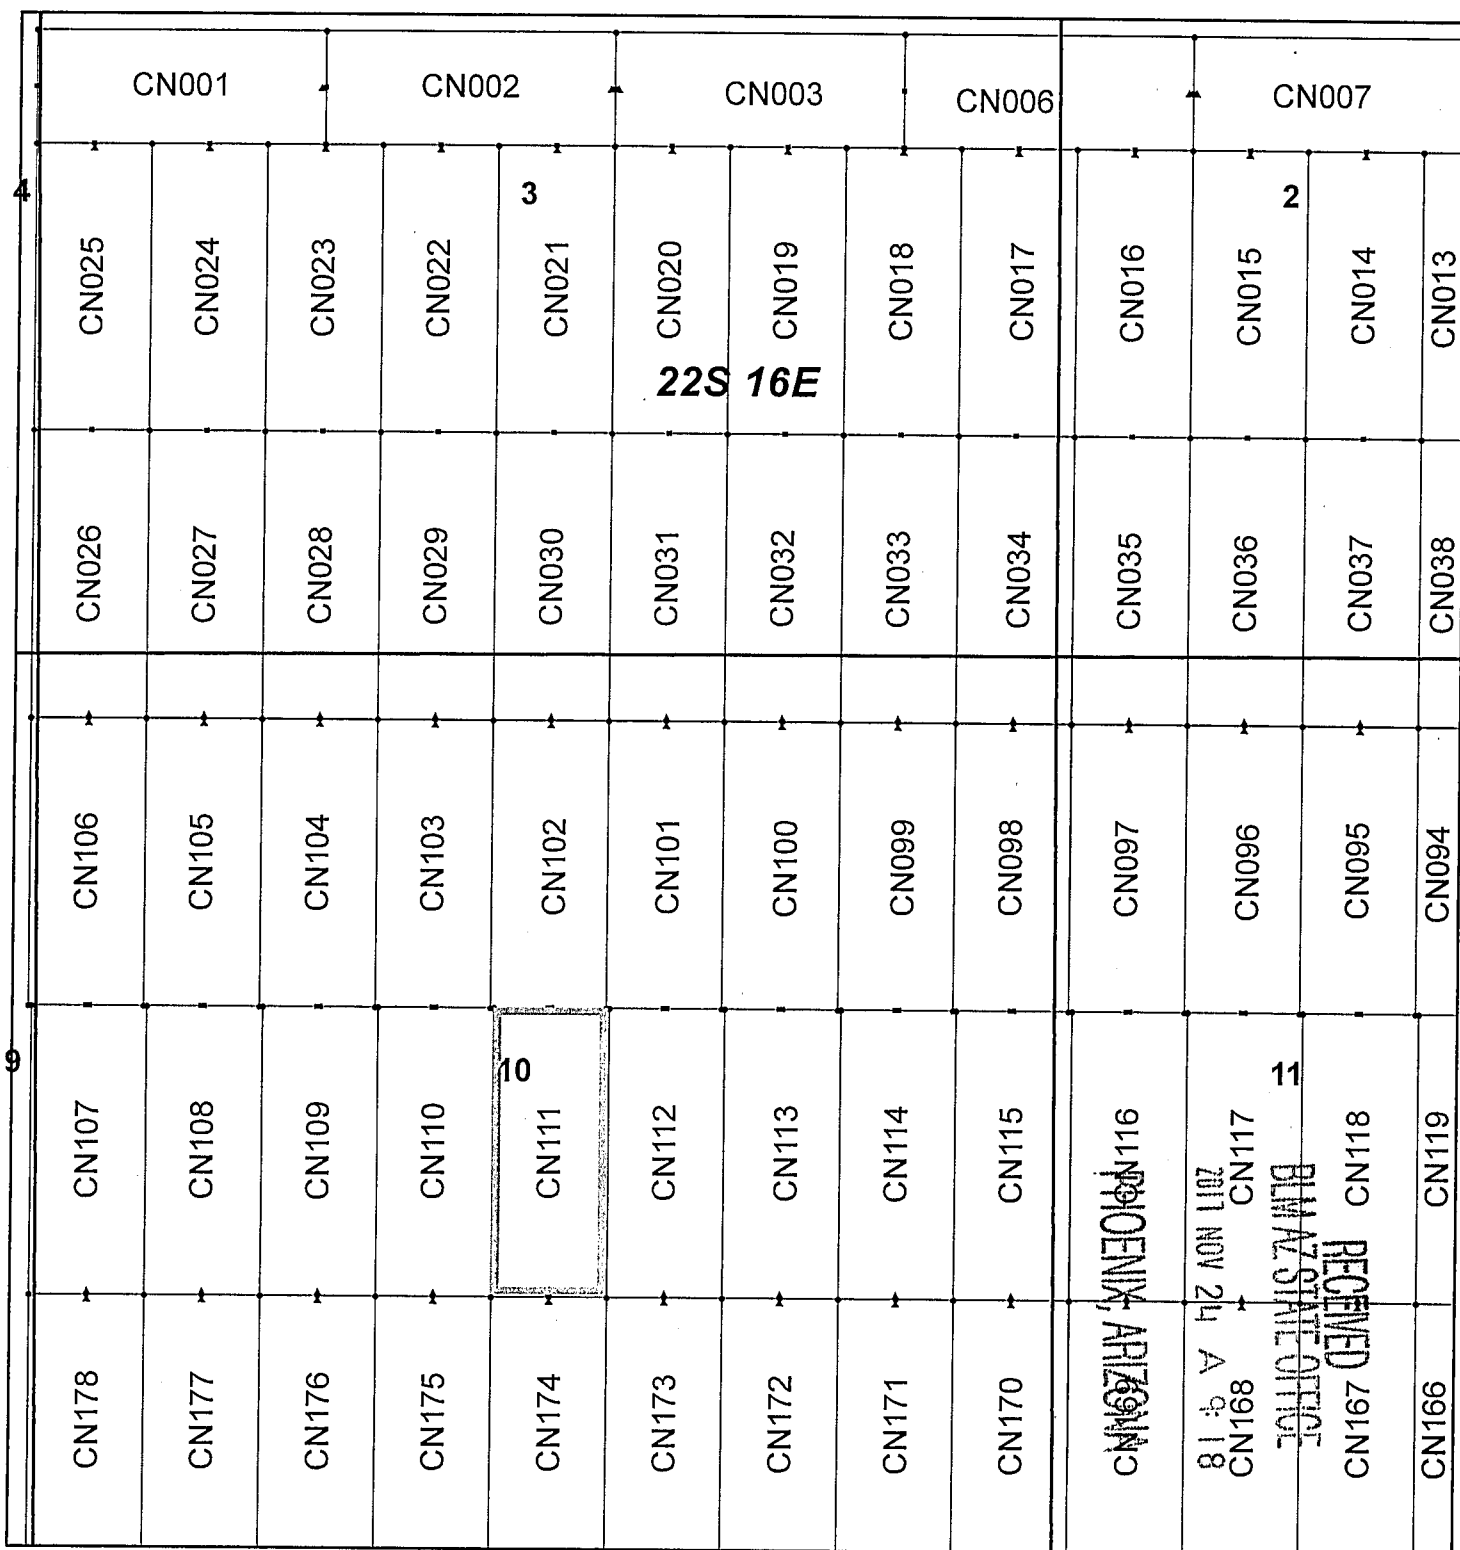 CN001 CN002 CN003 CN006 CN007
4 3 2
CN025 CN024 CN023 CN022 CN021 CN020 CN019 CN018 CN017 CN016 CN015 CN014 CN013
22S 16E
CN026 CN027 CN028 CN029 CN030 CN031 CN032 CN033 CN034 CN035 CN036 CN037 CN038
CN106 CN105 CN104 CN103 CN102 CN101 CN100 CN099 CN098 CN097 CN096 CN095 CN094
9 10 11
CN107 CN108 CN109 CN110 CN111 CN112 CN113 CN114 CN115 CN116 CN117 CN118 CN119
CN178 CN177 CN176 CN175 CN174 CN173 CN172 CN171 CN170 CN169 CN168 CN167 CN166
RECEIVED
BLM AZ STATE OFFICE
2017 NOV 24 A 9:18
PHOENIX, ARIZONA